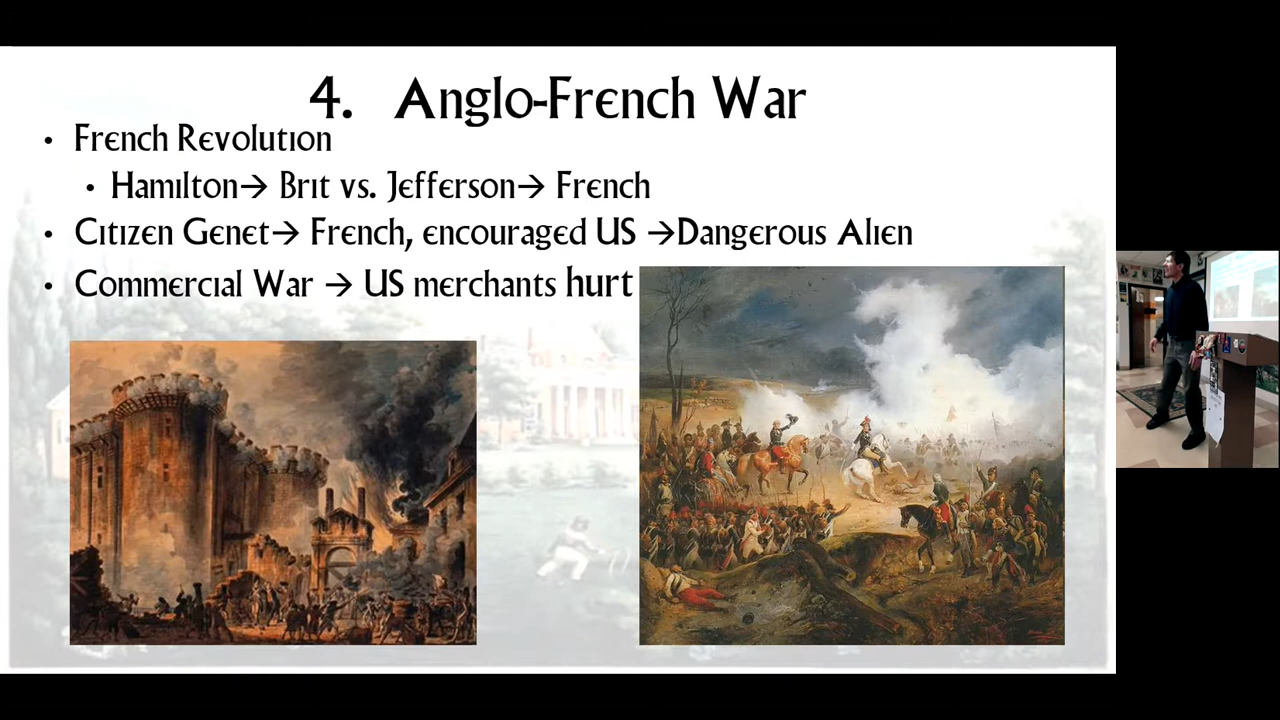 4. Anglo-French War
• French Revolution
• Hamilton→ Brit vs. Jefferson→ French
• Citizen Genet→ French, encouraged US →Dangerous Alien
• Commercial War → US merchants hurt